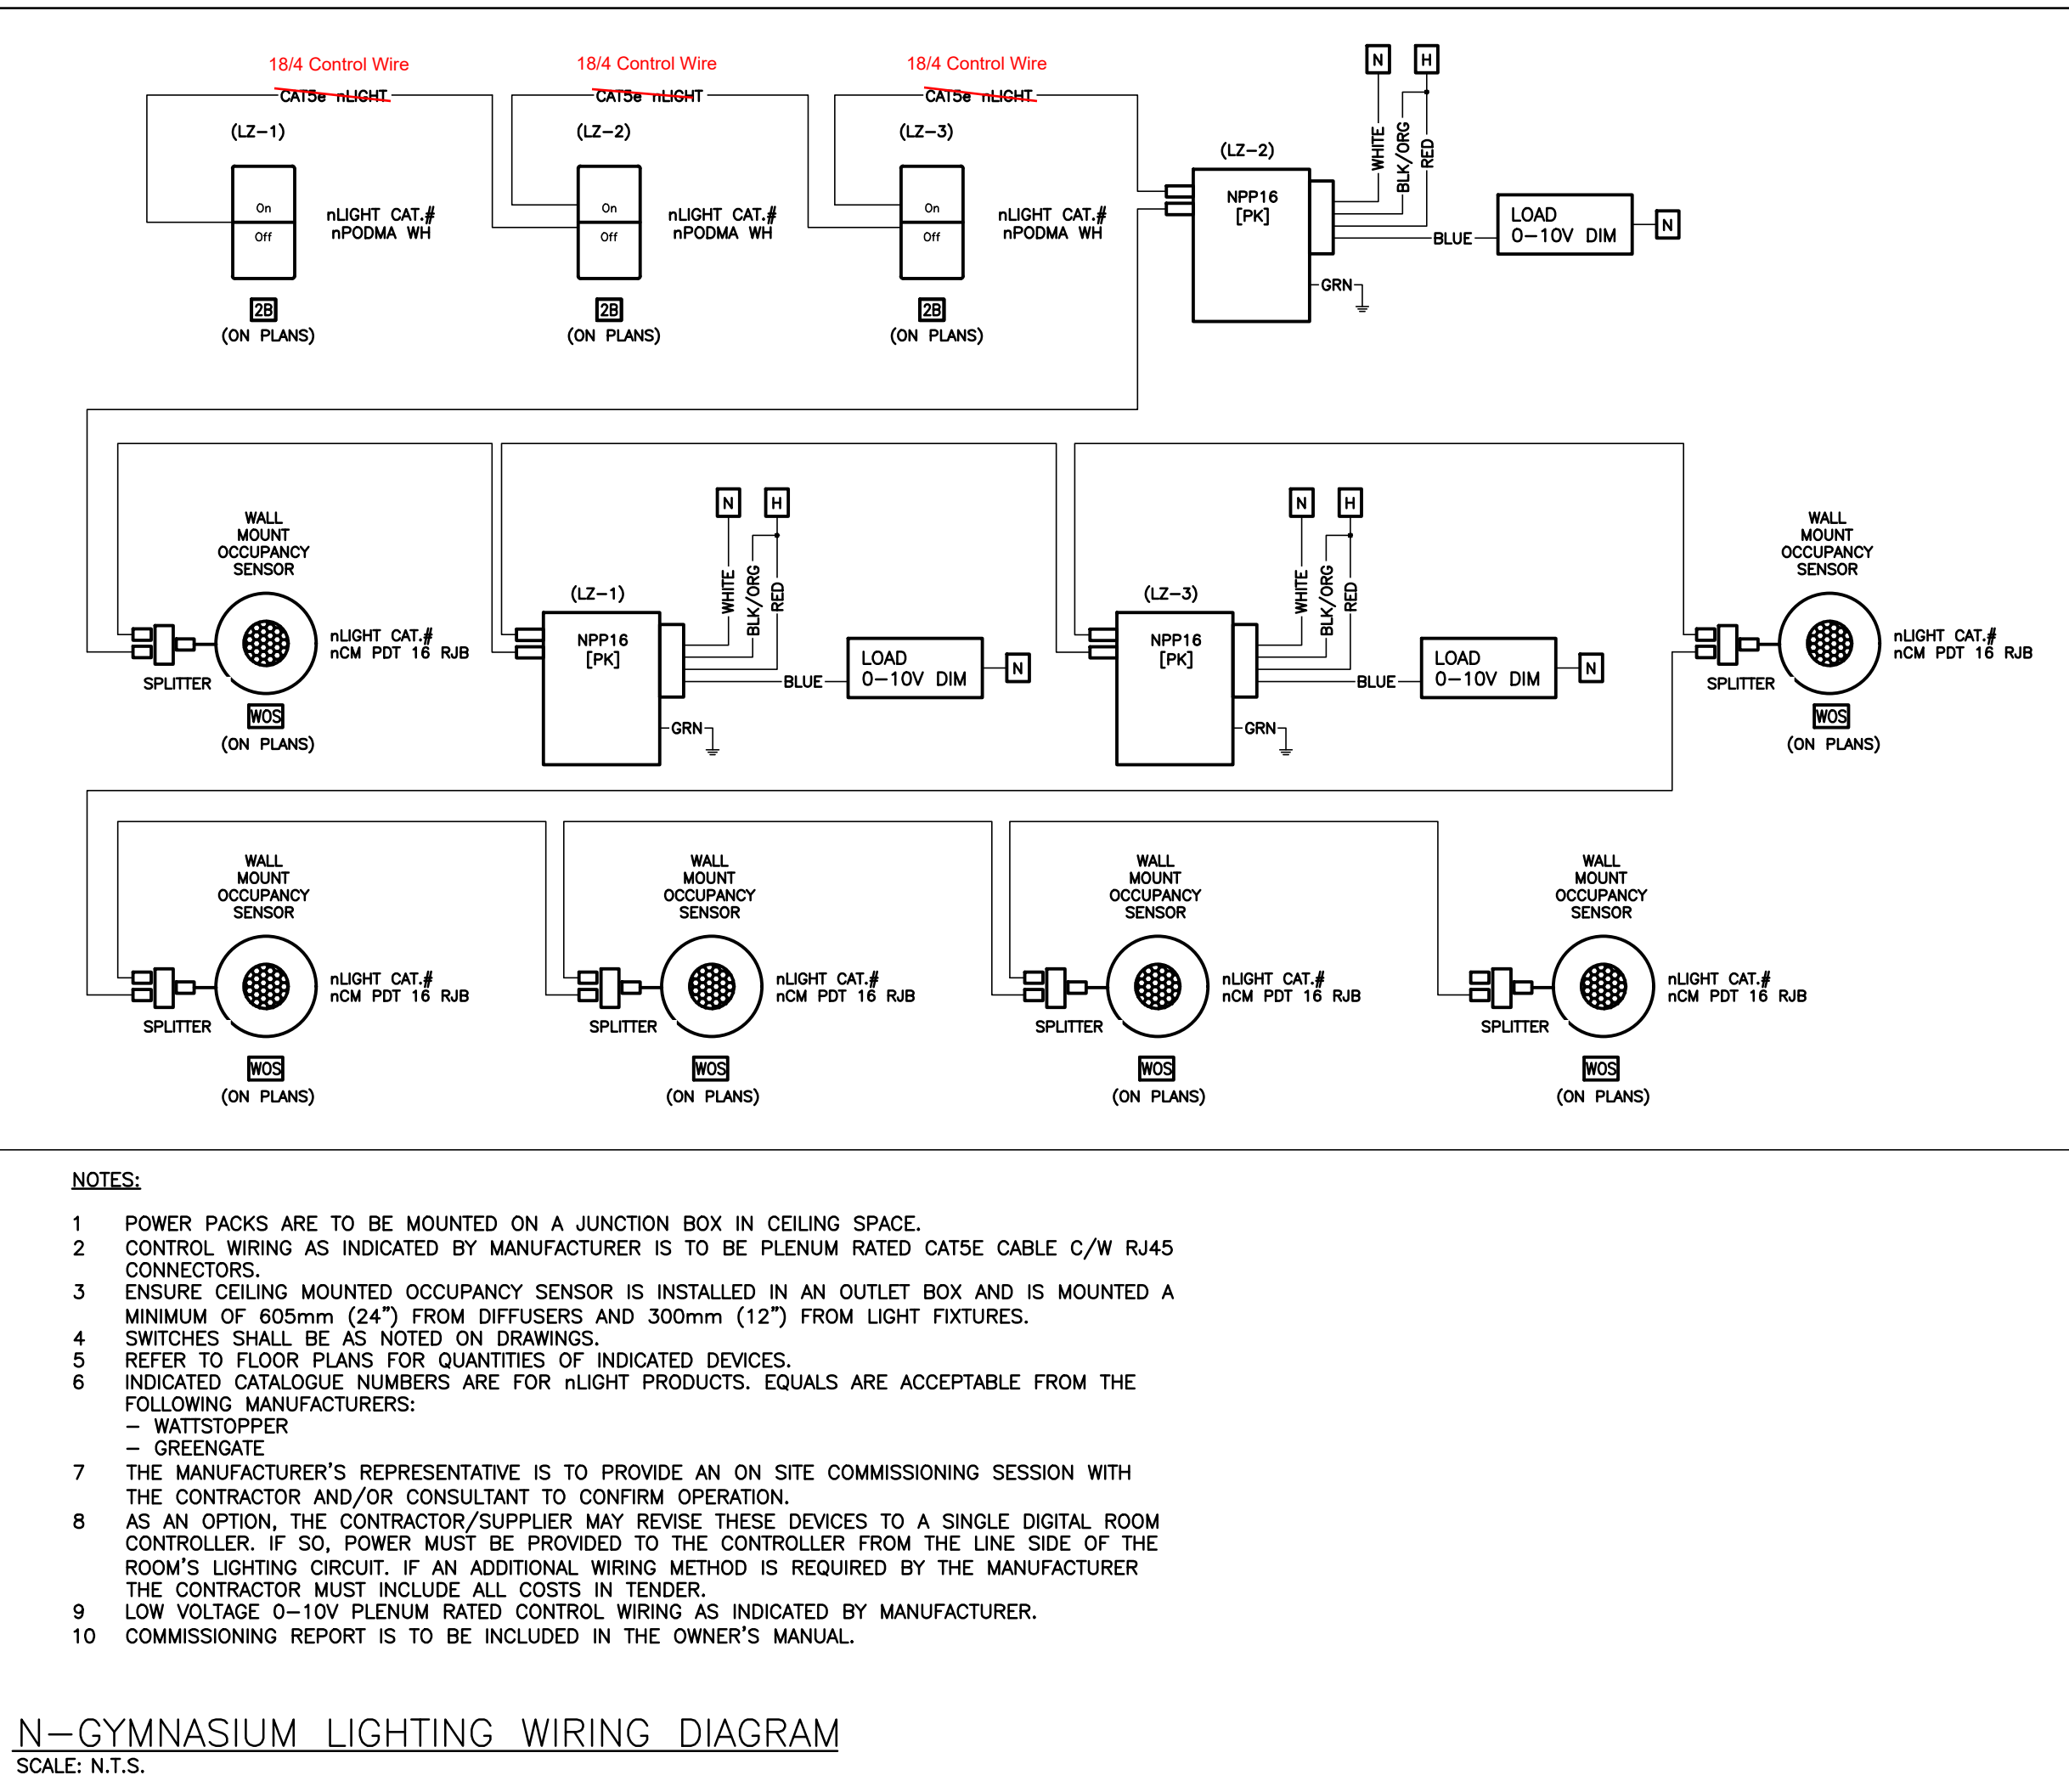 18/4 Control Wire
18/4 Control Wire
18/4 Control Wire
N
H
CAT5e nLIGHT
CAT5e nLIGHT
CAT5e nLIGHT
(LZ-1)
(LZ-2)
(LZ-3)
(LZ-2)
WHITE
BLK/ORG
RED
On
Off
nLIGHT CAT.#
nPODMA WH
On
Off
nLIGHT CAT.#
nPODMA WH
On
Off
nLIGHT CAT.#
nPODMA WH
NPP16
[PK]
BLUE
LOAD
0-10V DIM
N
GRN
2B
(ON PLANS)
2B
(ON PLANS)
2B
(ON PLANS)
WALL
MOUNT
OCCUPANCY
SENSOR
nLIGHT CAT.#
nCM PDT 16 RJB
SPLITTER
WOS
(ON PLANS)
N
H
WHITE
BLK/ORG
RED
(LZ-1)
NPP16
[PK]
BLUE
LOAD
0-10V DIM
N
GRN
N
H
WHITE
BLK/ORG
RED
(LZ-3)
NPP16
[PK]
BLUE
LOAD
0-10V DIM
N
GRN
WALL
MOUNT
OCCUPANCY
SENSOR
nLIGHT CAT.#
nCM PDT 16 RJB
SPLITTER
WOS
(ON PLANS)
WALL
MOUNT
OCCUPANCY
SENSOR
nLIGHT CAT.#
nCM PDT 16 RJB
SPLITTER
WOS
(ON PLANS)
WALL
MOUNT
OCCUPANCY
SENSOR
nLIGHT CAT.#
nCM PDT 16 RJB
SPLITTER
WOS
(ON PLANS)
WALL
MOUNT
OCCUPANCY
SENSOR
nLIGHT CAT.#
nCM PDT 16 RJB
SPLITTER
WOS
(ON PLANS)
WALL
MOUNT
OCCUPANCY
SENSOR
nLIGHT CAT.#
nCM PDT 16 RJB
SPLITTER
WOS
(ON PLANS)
NOTES:
1 POWER PACKS ARE TO BE MOUNTED ON A JUNCTION BOX IN CEILING SPACE.
2 CONTROL WIRING AS INDICATED BY MANUFACTURER IS TO BE PLENUM RATED CAT5E CABLE C/W RJ45
CONNECTORS.
3 ENSURE CEILING MOUNTED OCCUPANCY SENSOR IS INSTALLED IN AN OUTLET BOX AND IS MOUNTED A
MINIMUM OF 605mm (24") FROM DIFFUSERS AND 300mm (12") FROM LIGHT FIXTURES.
4 SWITCHES SHALL BE AS NOTED ON DRAWINGS.
5 REFER TO FLOOR PLANS FOR QUANTITIES OF INDICATED DEVICES.
6 INDICATED CATALOGUE NUMBERS ARE FOR nLIGHT PRODUCTS. EQUALS ARE ACCEPTABLE FROM THE
FOLLOWING MANUFACTURERS:
- WATTSTOPPER
- GREENGATE
7 THE MANUFACTURER'S REPRESENTATIVE IS TO PROVIDE AN ON SITE COMMISSIONING SESSION WITH
THE CONTRACTOR AND/OR CONSULTANT TO CONFIRM OPERATION.
8 AS AN OPTION, THE CONTRACTOR/SUPPLIER MAY REVISE THESE DEVICES TO A SINGLE DIGITAL ROOM
CONTROLLER. IF SO, POWER MUST BE PROVIDED TO THE CONTROLLER FROM THE LINE SIDE OF THE
ROOM'S LIGHTING CIRCUIT. IF AN ADDITIONAL WIRING METHOD IS REQUIRED BY THE MANUFACTURER
THE CONTRACTOR MUST INCLUDE ALL COSTS IN TENDER.
9 LOW VOLTAGE 0-10V PLENUM RATED CONTROL WIRING AS INDICATED BY MANUFACTURER.
10 COMMISSIONING REPORT IS TO BE INCLUDED IN THE OWNER'S MANUAL.
N-GYMNASIUM LIGHTING WIRING DIAGRAM
SCALE: N.T.S.